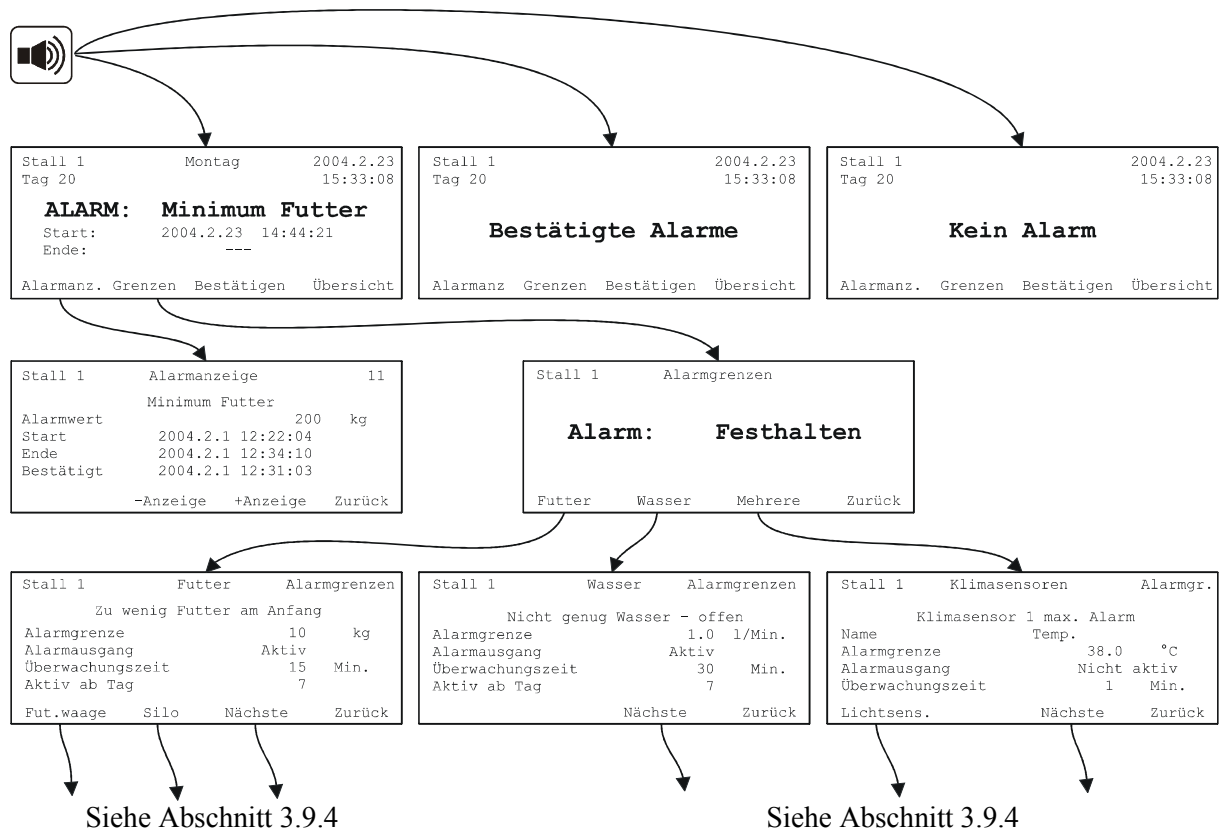 Stall 1 Montag 2004.2.23
Tag 20 15:33:08
ALARM: Minimum Futter
Start: 2004.2.23 14:44:21
Ende: ---
Alarmanz. Grenzen Bestätigen Übersicht
Stall 1 2004.2.23
Tag 20 15:33:08
Bestätigte Alarme
Alarmanz Grenzen Bestätigen Übersicht
Stall 1 2004.2.23
Tag 20 15:33:08
Kein Alarm
Alarmanz. Grenzen Bestätigen Übersicht
Stall 1 Alarmanzeige 11
Minimum Futter
Alarmwert 200 kg
Start 2004.2.1 12:22:04
Ende 2004.2.1 12:34:10
Bestätigt 2004.2.1 12:31:03
-Anzeige +Anzeige Zurück
Stall 1 Alarmgrenzen
Alarm: Festhalten
Futter Wasser Mehrere Zurück
Stall 1 Futter Alarmgrenzen
Zu wenig Futter am Anfang
Alarmgrenze 10 kg
Alarmausgang Aktiv
Überwachungszeit 15 Min.
Aktiv ab Tag 7
Fut.waage Silo Nächste Zurück
Stall 1 Wasser Alarmgrenzen
Nicht genug Wasser - offen
Alarmgrenze 1.0 l/Min.
Alarmausgang Aktiv
Überwachungszeit 30 Min.
Aktiv ab Tag 7
Nächste Zurück
Stall 1 Klimasensoren Alarmgr.
Klimasensor 1 max. Alarm
Name Temp.
Alarmgrenze 38.0 °C
Alarmausgang Nicht aktiv
Überwachungszeit 1 Min.
Lichtsens. Nächste Zurück
Siehe Abschnitt 3.9.4
Siehe Abschnitt 3.9.4